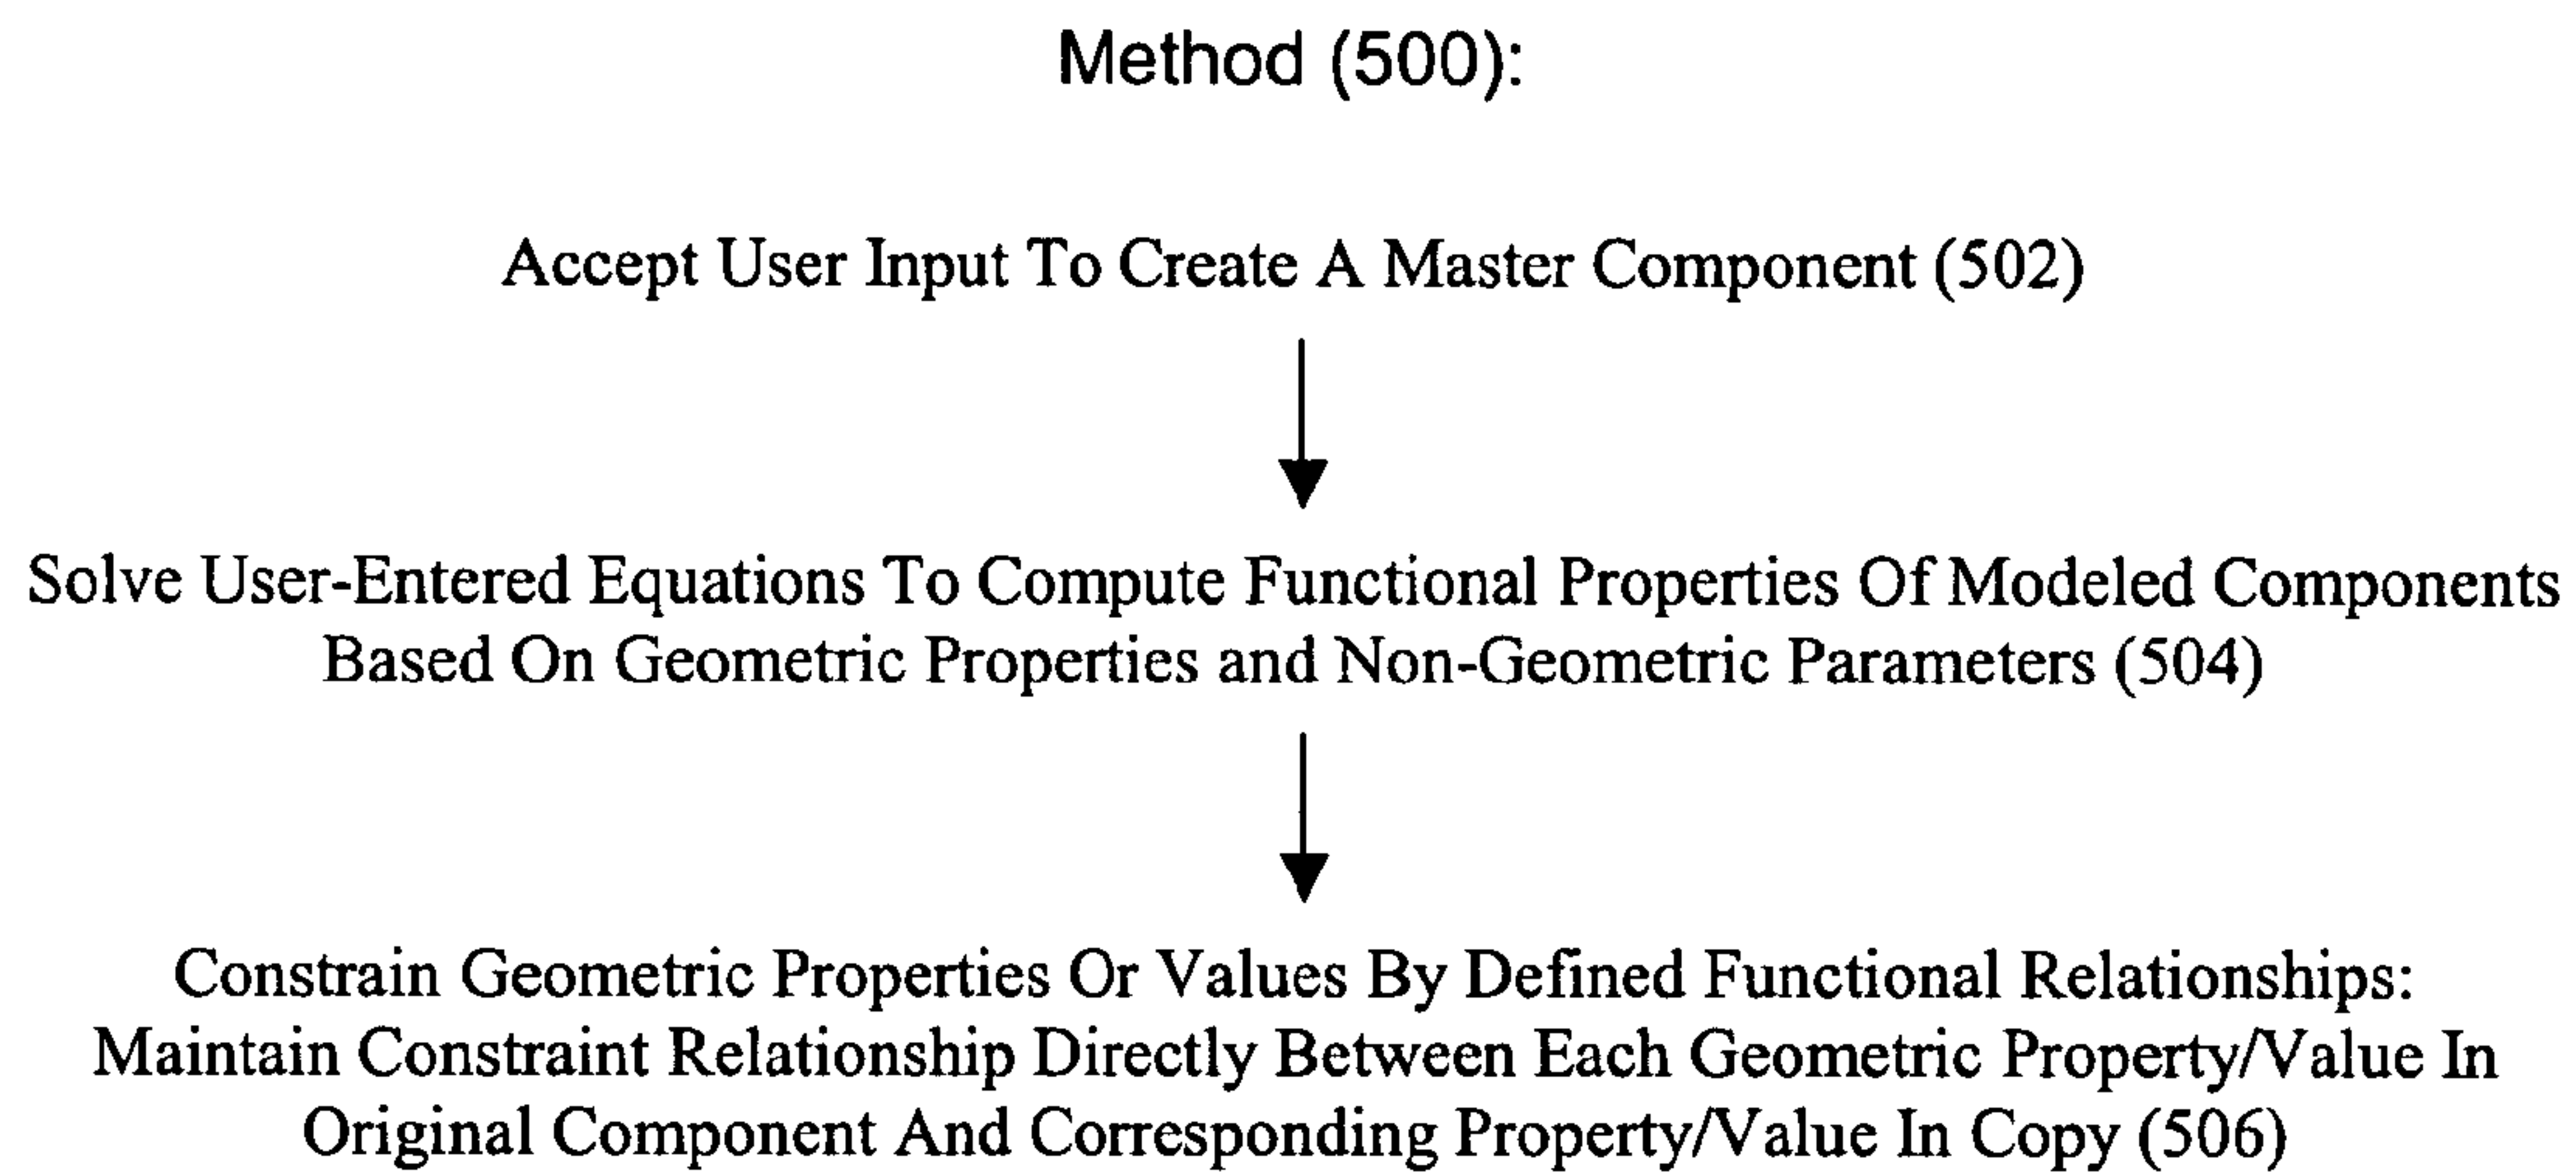 Method (500):
Accept User Input To Create A Master Component (502)
Solve User-Entered Equations To Compute Functional Properties Of Modeled Components
Based On Geometric Properties and Non-Geometric Parameters (504)
Constrain Geometric Properties Or Values By Defined Functional Relationships:
Maintain Constraint Relationship Directly Between Each Geometric Property/Value In
Original Component And Corresponding Property/Value In Copy (506)